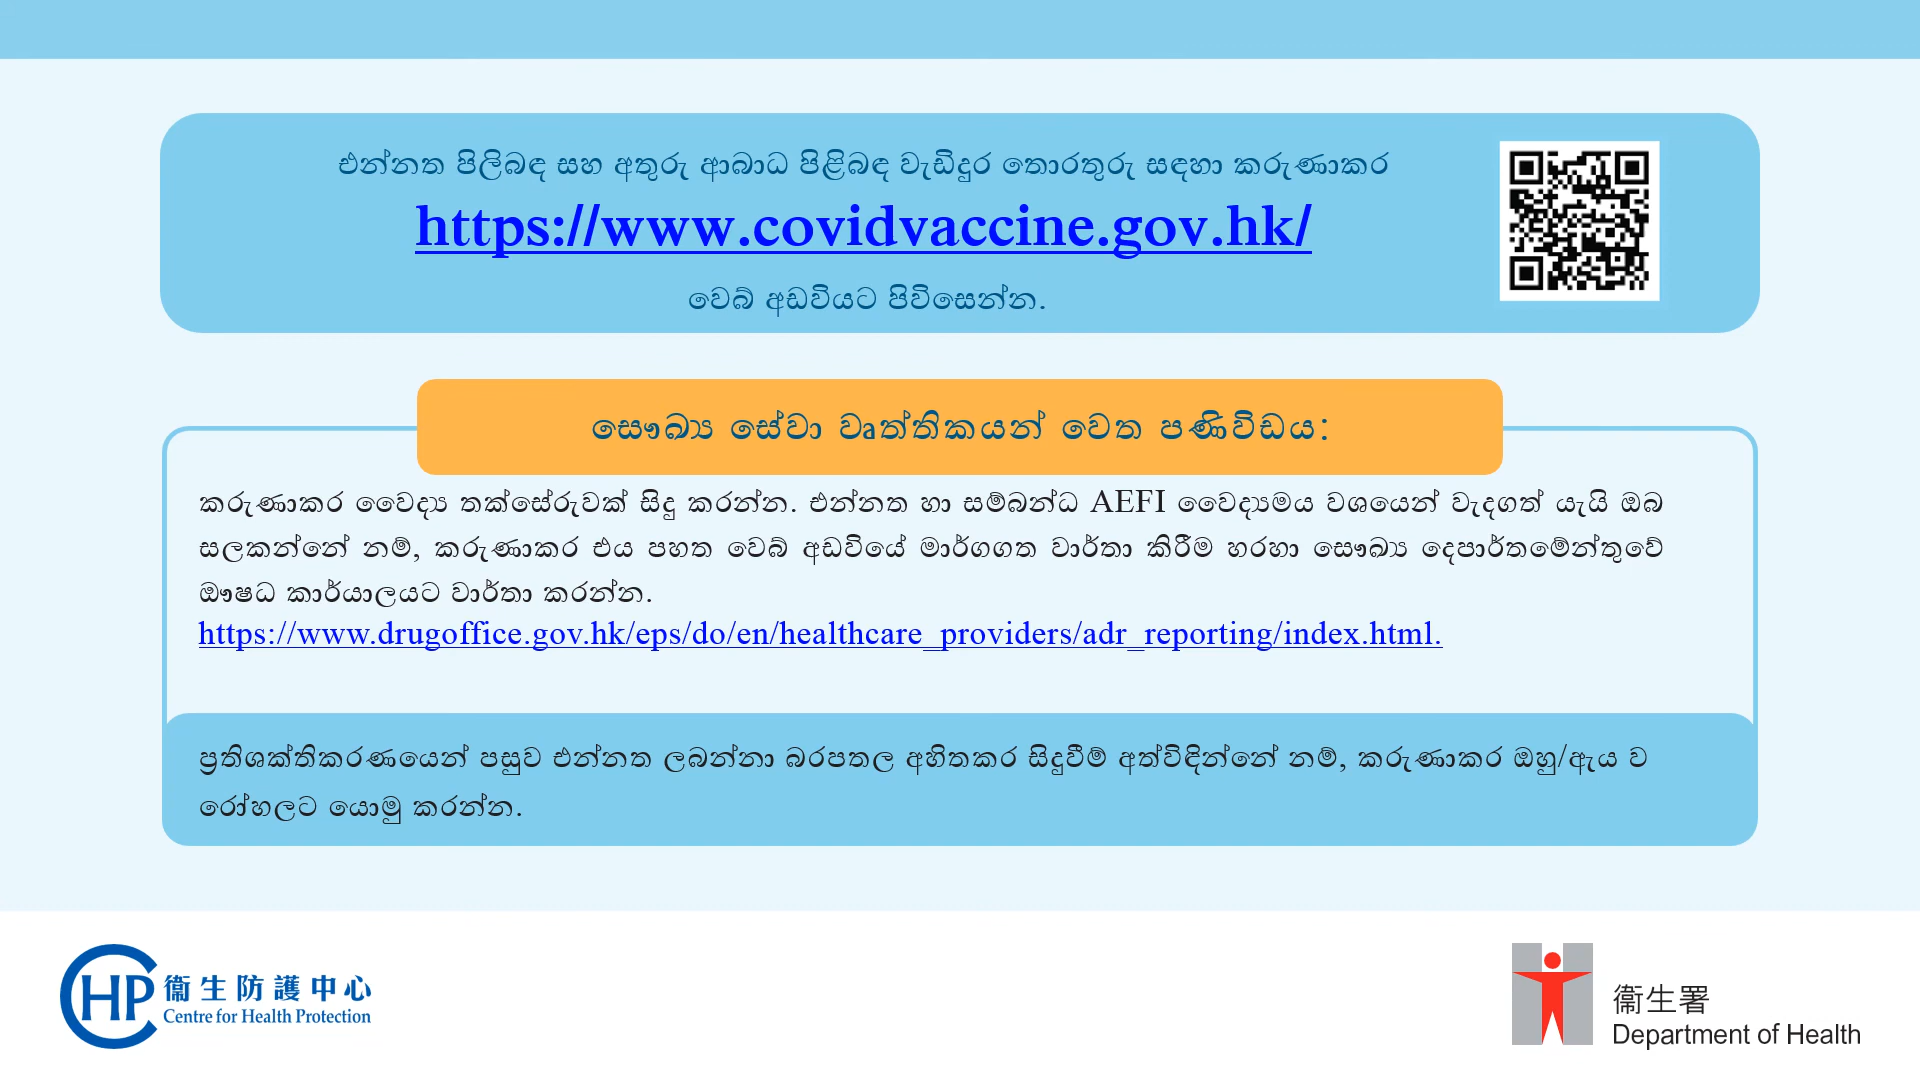 එන්නත පිලිබඳ සහ අතුරු ආබාධ පිළිබඳ වැඩිදුර තොරතුරු සඳහා කරුණාකර
https://www.covidvaccine.gov.hk/
වෙබ් අඩවියට පිවිසෙන්න.
සෞඛ්‍ය සේවා වෘත්තිකයන් වෙත පණිවිඩය:
කරුණාකර වෛද්‍ය තක්සේරුවක් සිදු කරන්න. එන්නත හා සම්බන්ධ AEFI වෛද්‍යමය වශයෙන් වැදගත් යැයි ඔබ
සලකන්නේ නම්, කරුණාකර එය පහත වෙබ් අඩවියේ මාර්ගගත වාර්තා කිරීම හරහා සෞඛ්‍ය දෙපාර්තමේන්තුවේ
ඖෂධ කාර්යාලයට වාර්තා කරන්න.
https://www.drugoffice.gov.hk/eps/do/en/healthcare_providers/adr_reporting/index.html.
ප්‍රතිශක්තිකරණයෙන් පසුව එන්නත ලබන්නා බරපතල අහිතකර සිදුවීම් අත්විඳින්නේ නම්, කරුණාකර ඔහු/ඇය ව
රෝහලට යොමු කරන්න.
CHP
衞生防護中心
Centre for Health Protection
衞生署
Department of Health